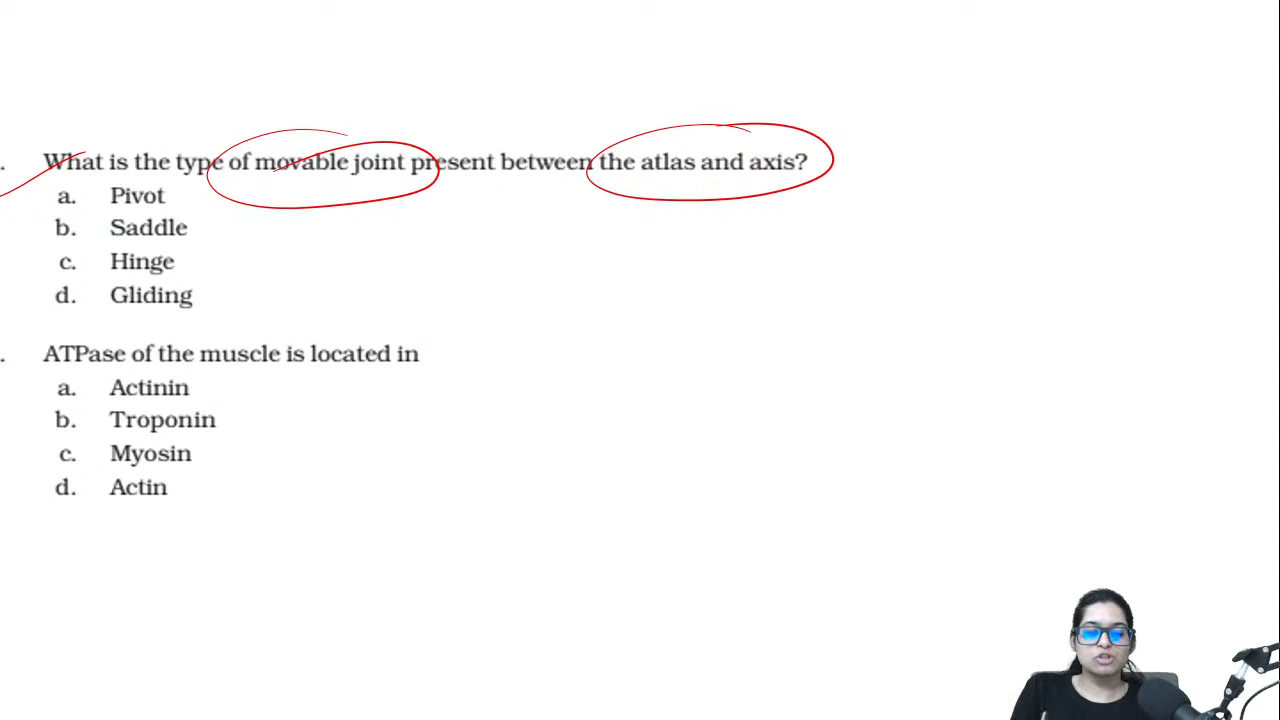 . What is the type of movable joint present between the atlas and axis?
a. Pivot
b. Saddle
c. Hinge
d. Gliding
. ATPase of the muscle is located in
a. Actinin
b. Troponin
c. Myosin
d. Actin